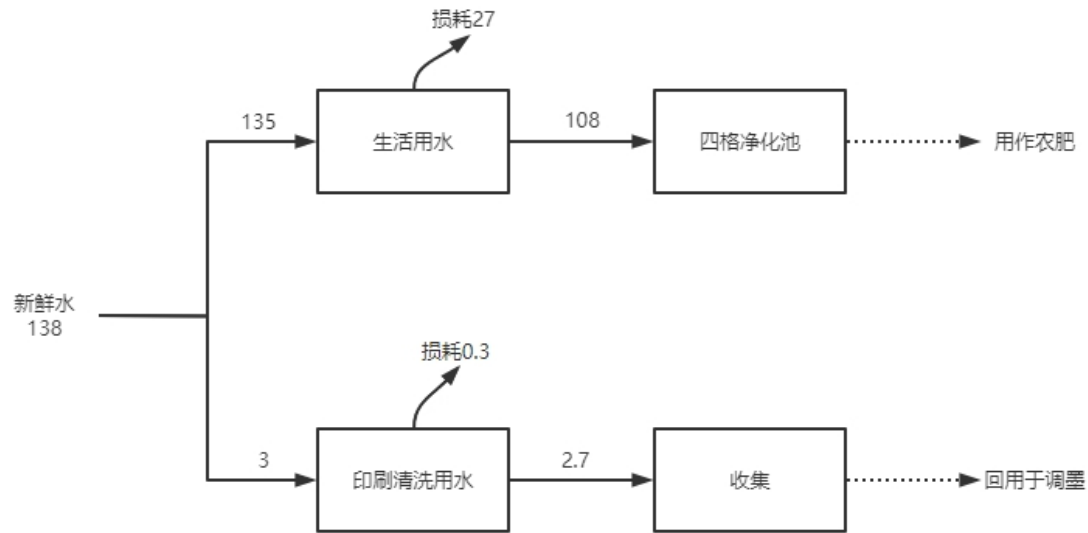 损耗27
135
生活用水
108
四格净化池
用作农肥
新鲜水
138
损耗0.3
3
印刷清洗用水
2.7
收集
回用于调墨